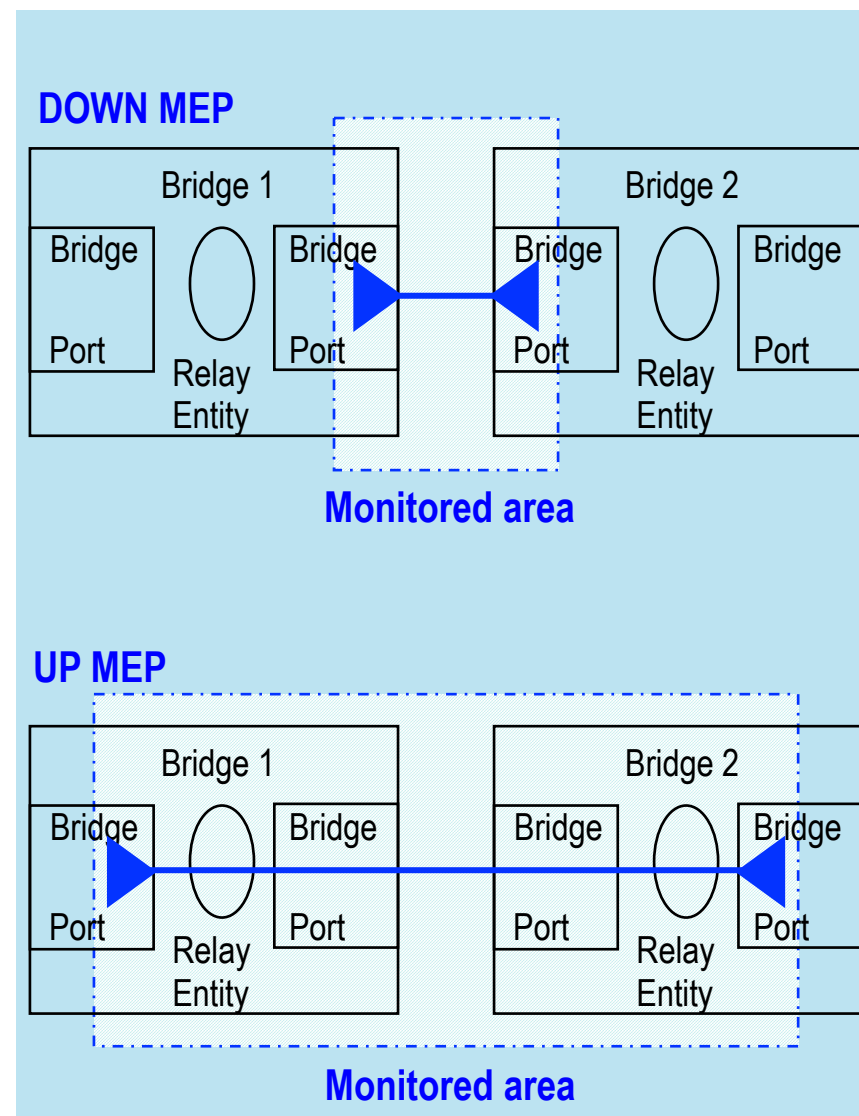 DOWN MEP
Bridge 1
Bridge 2
Bridge
Bridge
Bridge
Bridge
Port
Port
Port
Port
Relay
Entity
Relay
Entity
Monitored area
UP MEP
Bridge 1
Bridge 2
Bridge
Bridge
Bridge
Bridge
Port
Port
Port
Port
Relay
Entity
Relay
Entity
Monitored area